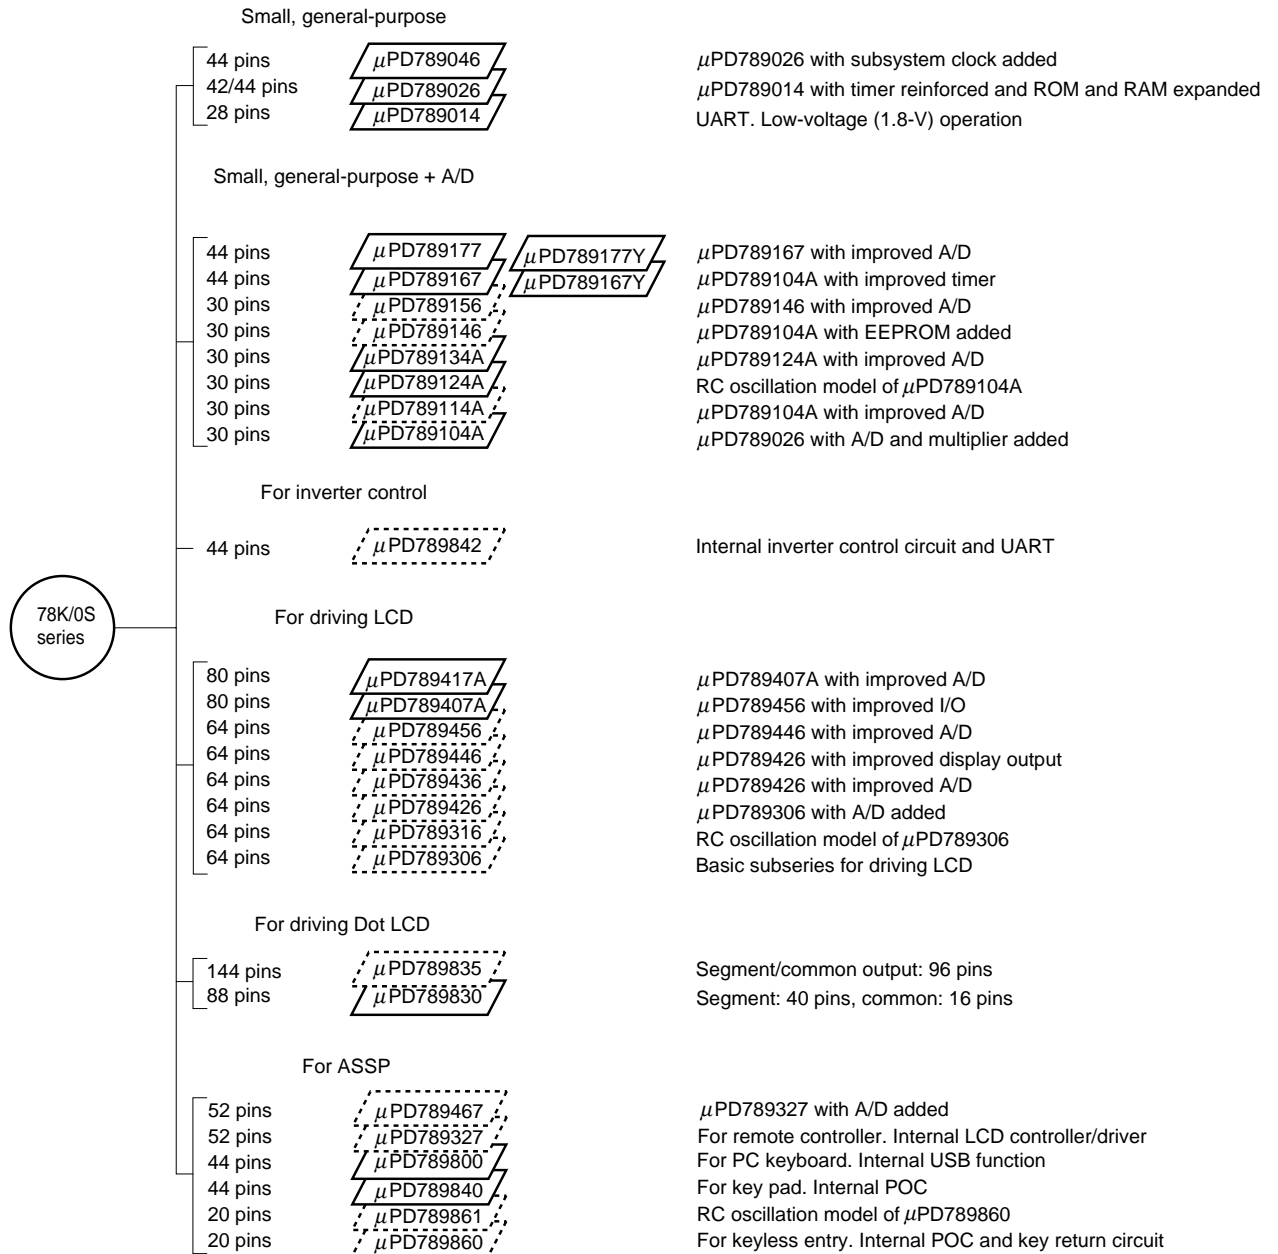 Small, general-purpose
44 pins μPD789046 μPD789026 with subsystem clock added
42/44 pins μPD789026 μPD789014 with timer reinforced and ROM and RAM expanded
28 pins μPD789014 UART. Low-voltage (1.8-V) operation
Small, general-purpose + A/D
44 pins μPD789177 μPD789177Y μPD789167 with improved A/D
44 pins μPD789167 μPD789167Y μPD789104A with improved timer
30 pins μPD789156 μPD789146 with improved A/D
30 pins μPD789146 μPD789104A with EEPROM added
30 pins μPD789134A μPD789124A with improved A/D
30 pins μPD789124A RC oscillation model of μPD789104A
30 pins μPD789114A μPD789104A with improved A/D
30 pins μPD789104A μPD789026 with A/D and multiplier added
For inverter control
44 pins μPD789842 Internal inverter control circuit and UART
78K/0S
series
For driving LCD
80 pins μPD789417A μPD789407A with improved A/D
80 pins μPD789407A μPD789456 with improved I/O
64 pins μPD789456 μPD789446 with improved A/D
64 pins μPD789446 μPD789426 with improved display output
64 pins μPD789436 μPD789426 with improved A/D
64 pins μPD789426 μPD789306 with A/D added
64 pins μPD789316 RC oscillation model of μPD789306
64 pins μPD789306 Basic subseries for driving LCD
For driving Dot LCD
144 pins μPD789835 Segment/common output: 96 pins
88 pins μPD789830 Segment: 40 pins, common: 16 pins
For ASSP
52 pins μPD789467 μPD789327 with A/D added
52 pins μPD789327 For remote controller. Internal LCD controller/driver
44 pins μPD789800 For PC keyboard. Internal USB function
44 pins μPD789840 For key pad. Internal POC
20 pins μPD789861 RC oscillation model of μPD789860
20 pins μPD789860 For keyless entry. Internal POC and key return circuit